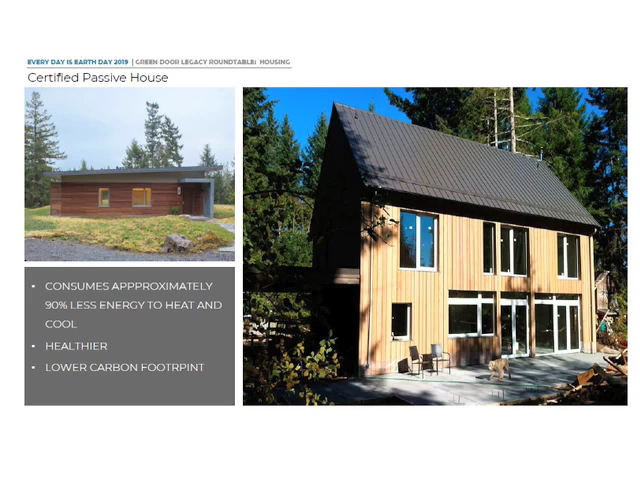 EVERY DAY IS EARTH DAY 2019 | GREEN DOOR LEGACY ROUNDTABLE: HOUSING
Certified Passive House
• CONSUMES APPPROXIMATELY
90% LESS ENERGY TO HEAT AND
COOL
• HEALTHIER
• LOWER CARBON FOOTRPINT